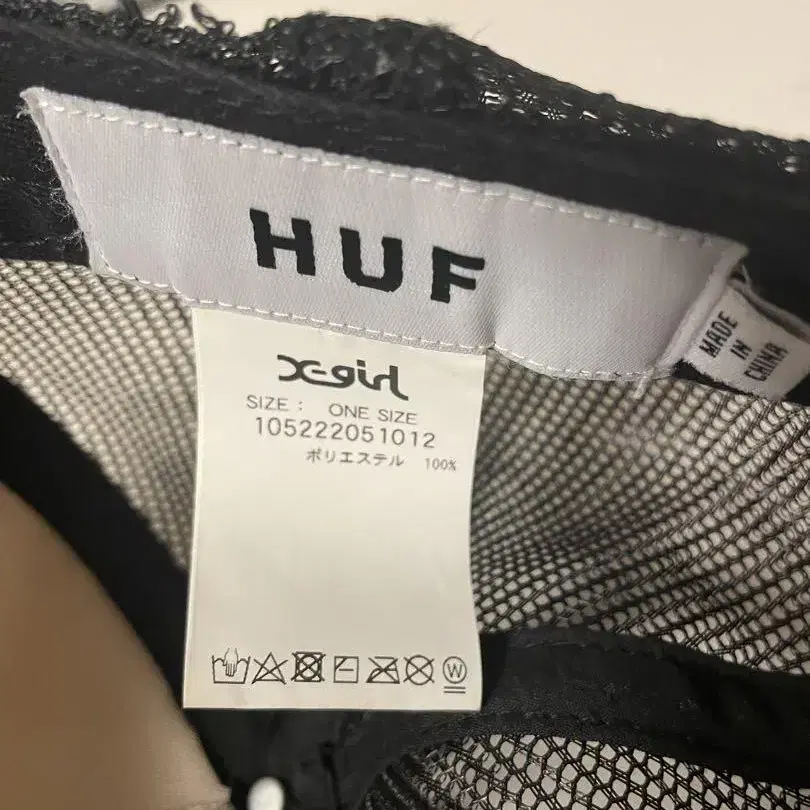 HUF
MADE
IN
CHINA
X-girl
SIZE : ONE SIZE
105222051012
ポリエステル 100%
W